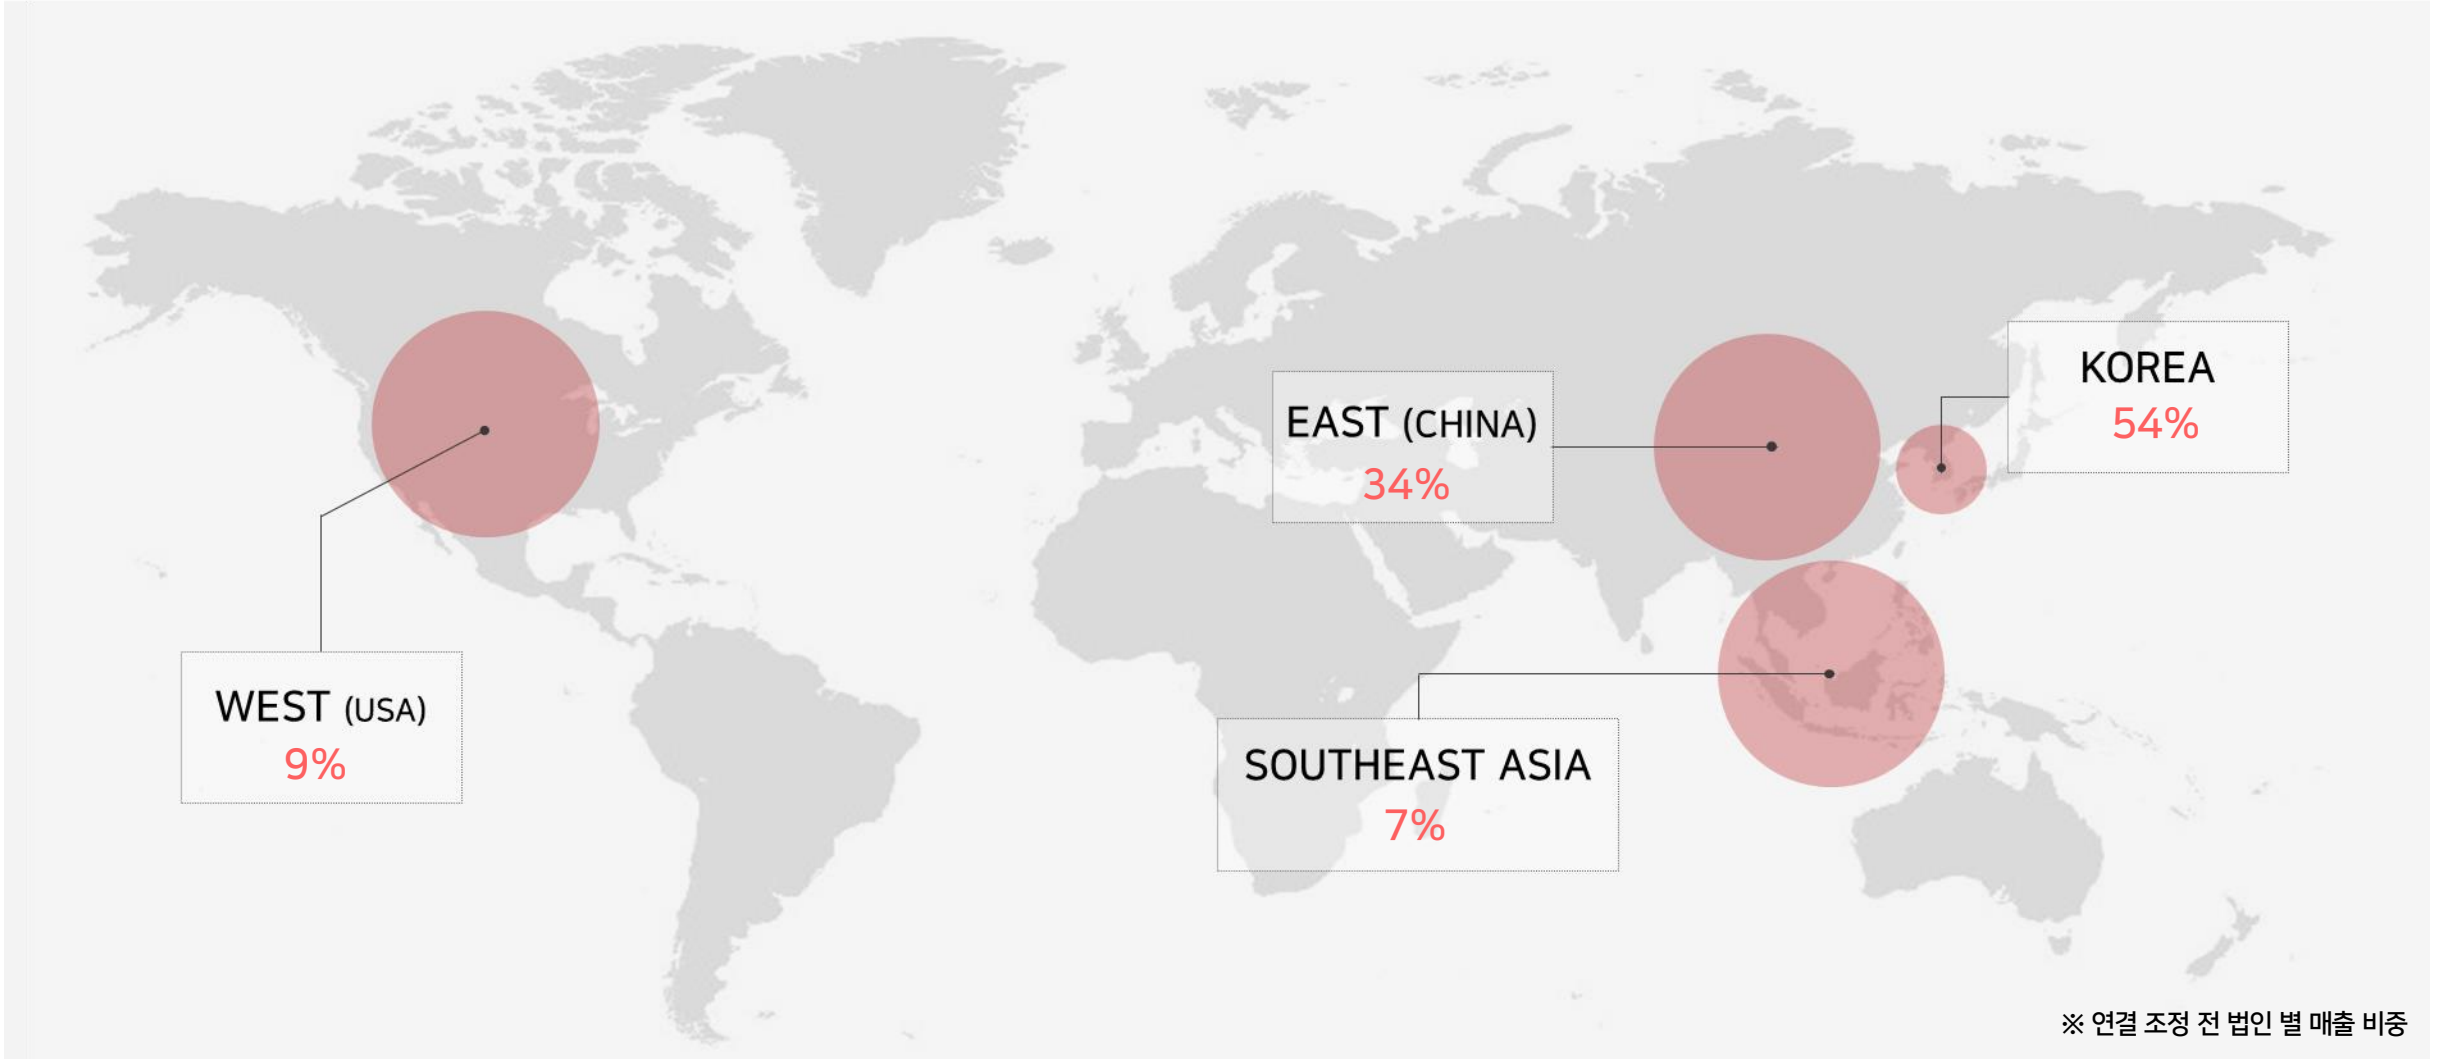 KOREA
54%
EAST (CHINA)
34%
WEST (USA)
9%
SOUTHEAST ASIA
7%
※ 연결 조정 전 법인 별 매출 비중